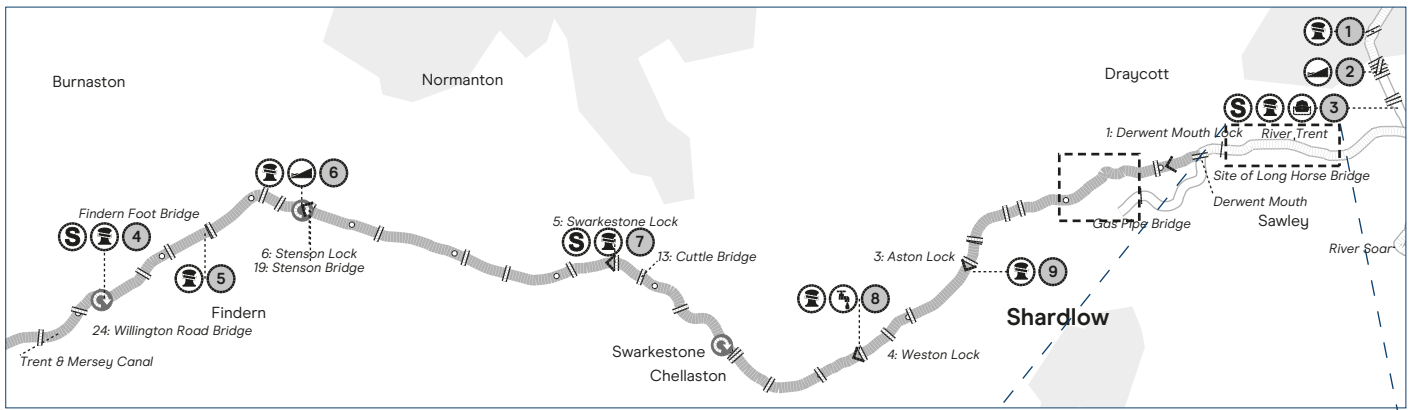 1
Burnaston
Normanton
Draycott
2
S
3
1: Derwent Mouth Lock
River Trent
6
Site of Long Horse Bridge
Findern Foot Bridge
S
4
5: Swarkestone Lock
Derwent Mouth
Gas Pipe Bridge
Sawley
S
7
River Soar
6: Stenson Lock
19: Stenson Bridge
13: Cuttle Bridge
3: Aston Lock
5
9
8
Findern
Shardlow
24: Willington Road Bridge
Trent & Mersey Canal
Swarkestone
4: Weston Lock
Chellaston